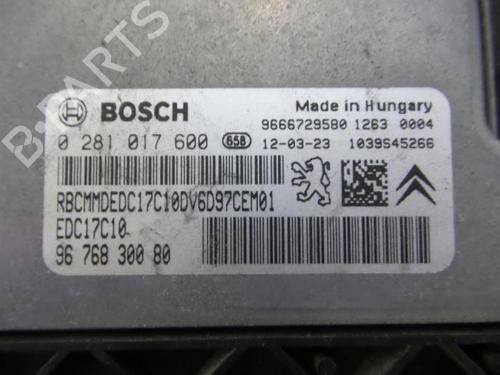 B-PARTS
BOSCH
Made in Hungary
9666729580 1263 0004
0 281 017 600 658 12-03-23 1039S45266
RBCMMDEDC17C10DV6D97CEM01
EDC17C10
96 768 300 80